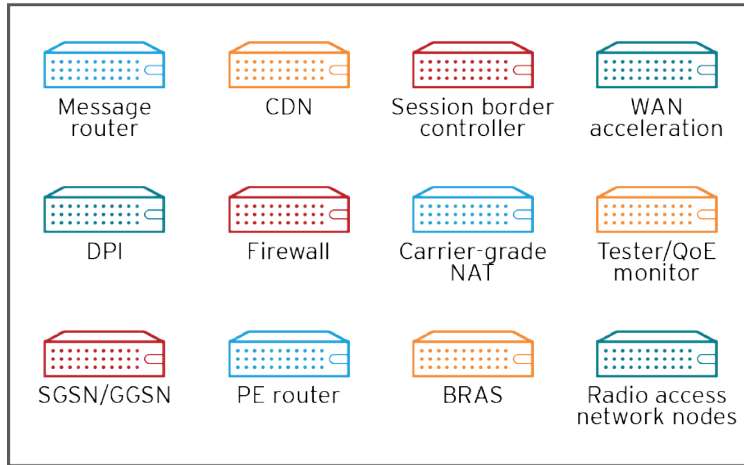 Message
router
CDN
Session border
controller
WAN
acceleration
DPI
Firewall
Carrier-grade
NAT
Tester/QoE
monitor
SGSN/GGSN
PE router
BRAS
Radio access
network nodes